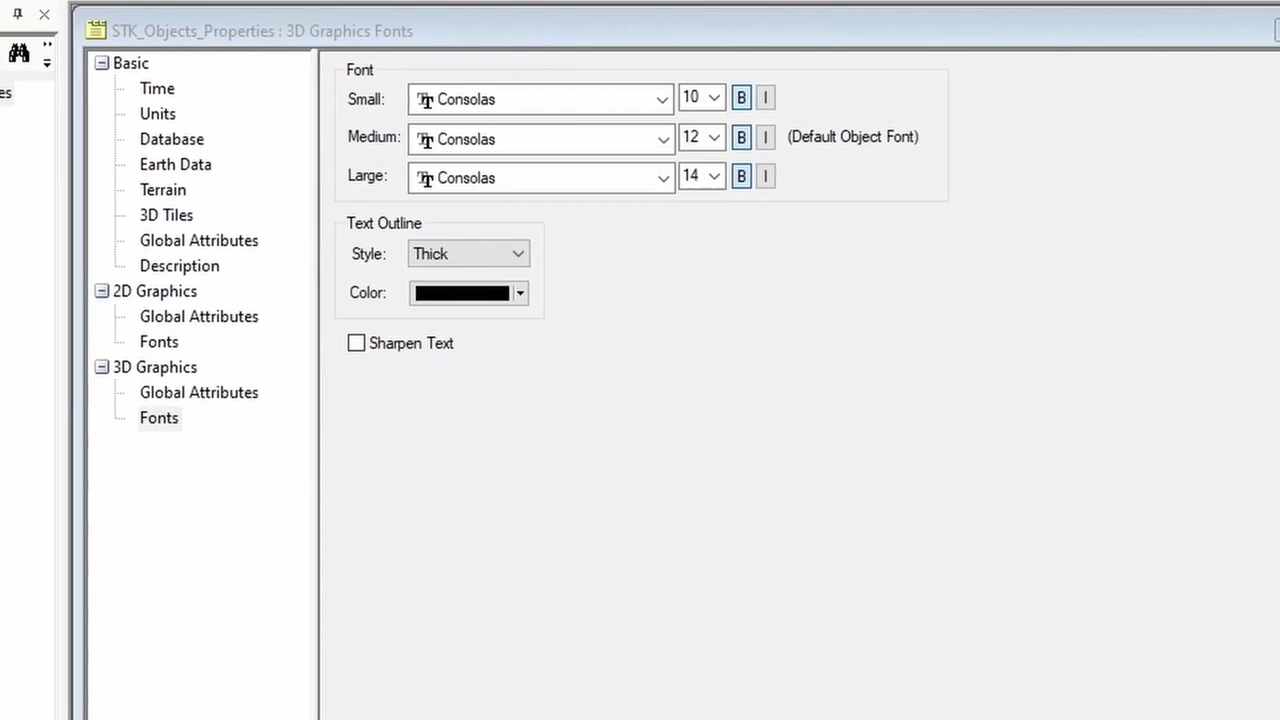 STK_Objects_Properties : 3D Graphics Fonts
es
Basic
Time
Units
Database
Earth Data
Terrain
3D Tiles
Global Attributes
Description
2D Graphics
Global Attributes
Fonts
3D Graphics
Global Attributes
Fonts
Font
Small: Consolas 10 B I
Medium: Consolas 12 B I (Default Object Font)
Large: Consolas 14 B I
Text Outline
Style: Thick
Color:
Sharpen Text